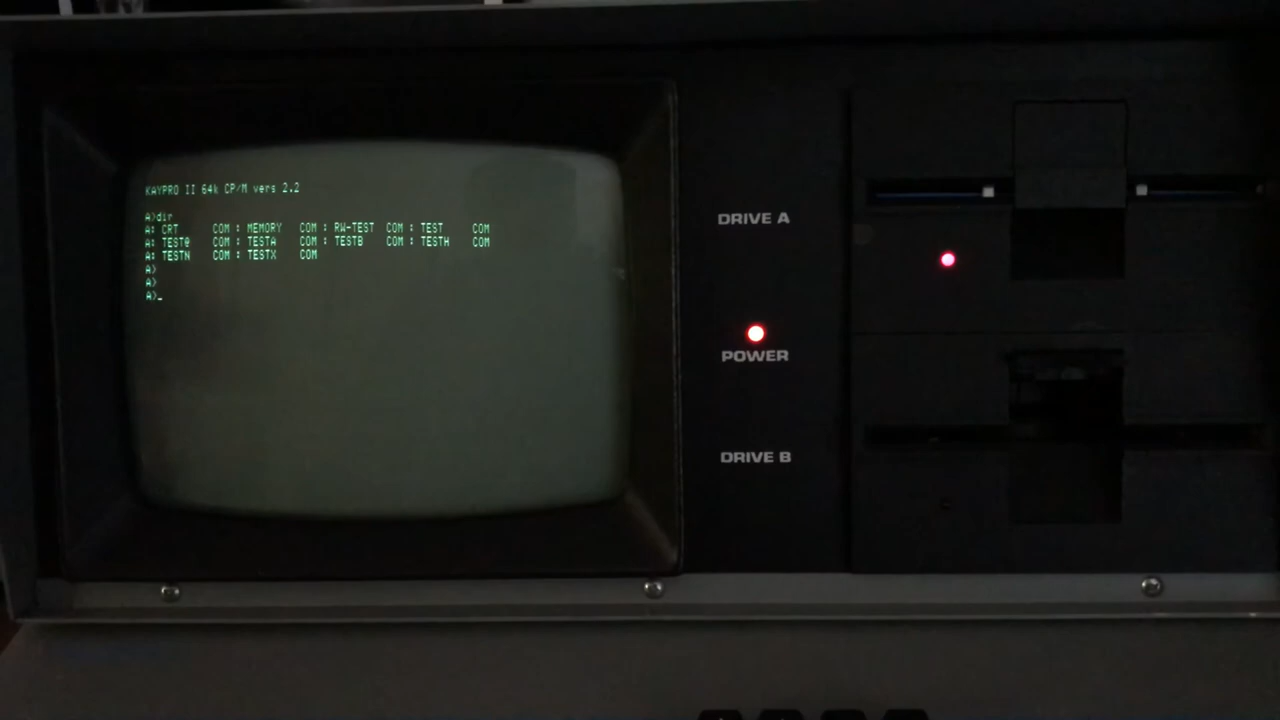 KAYPRO II 64k CP/M vers 2.2
A>dir
A: CRT      COM : MEMORY   COM : RW-TEST  COM : TEST     COM
A: TEST@    COM : TESTA    COM : TESTB    COM : TESTH    COM
A: TESTN    COM : TESTX    COM
A>
A>
A>_
DRIVE A
POWER
DRIVE B